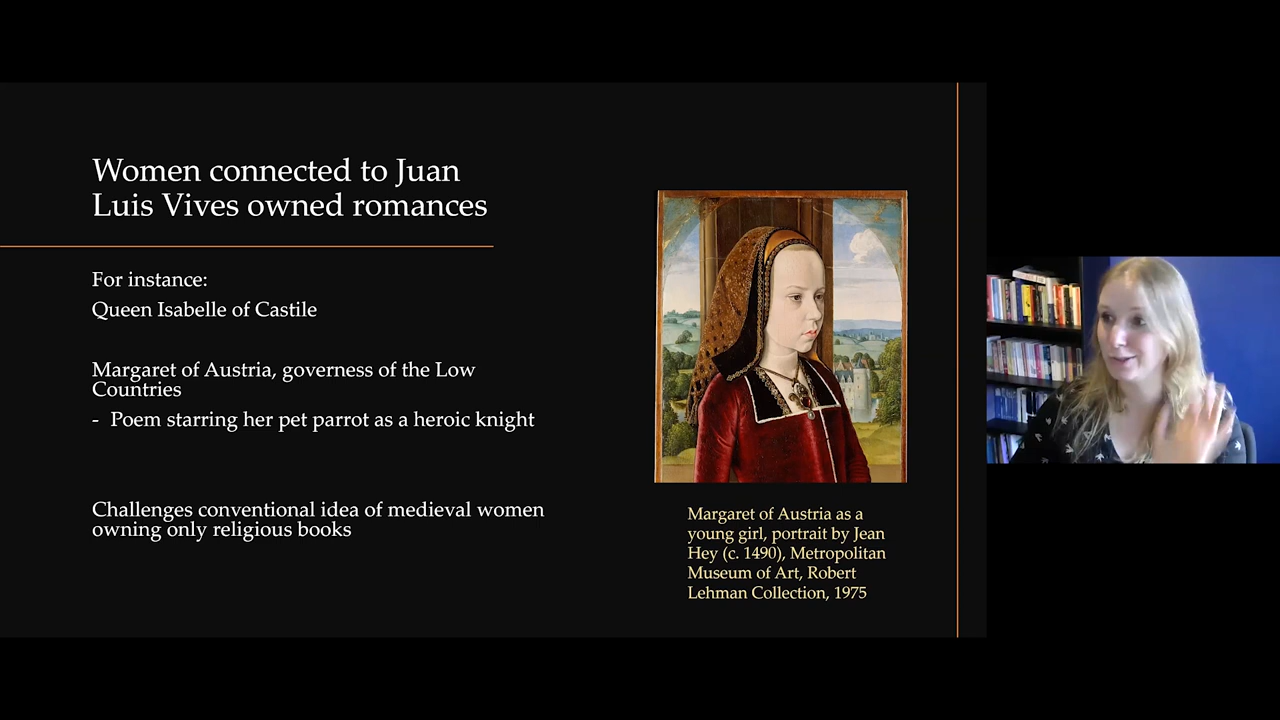 Women connected to Juan
Luis Vives owned romances
For instance:
Queen Isabelle of Castile
Margaret of Austria, governess of the Low
Countries
- Poem starring her pet parrot as a heroic knight
Challenges conventional idea of medieval women
owning only religious books
Margaret of Austria as a
young girl, portrait by Jean
Hey (c. 1490), Metropolitan
Museum of Art, Robert
Lehman Collection, 1975